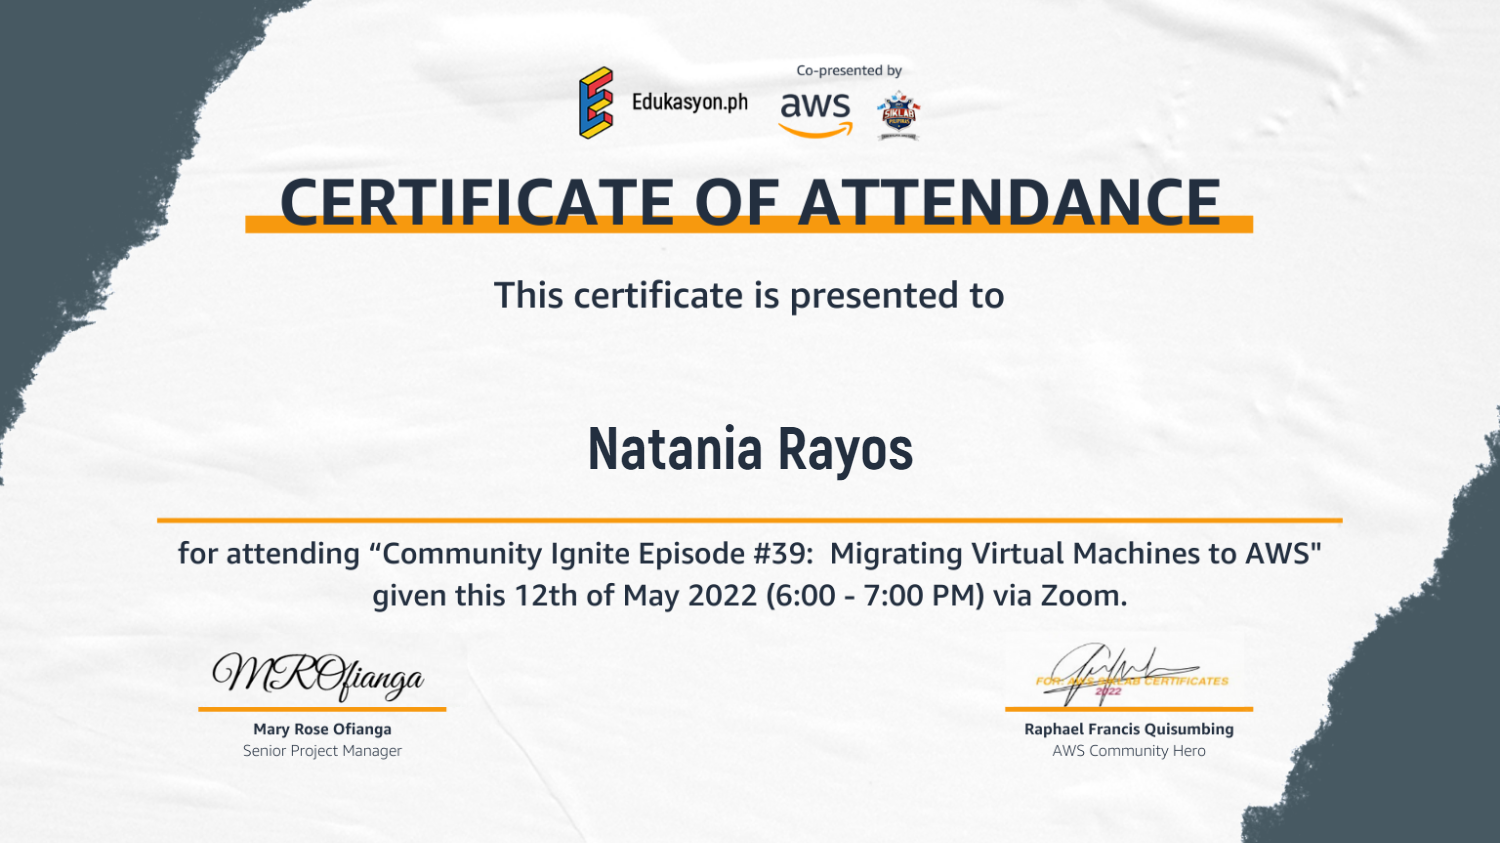 Co-presented by
Edukasyon.ph
aws
SIKLAB
PILIPINAS
CERTIFICATE OF ATTENDANCE
This certificate is presented to
Natania Rayos
for attending “Community Ignite Episode #39:  Migrating Virtual Machines to AWS"
given this 12th of May 2022 (6:00 - 7:00 PM) via Zoom.
MROfianga
FOR: AWS SIKLAB CERTIFICATES
2022
Mary Rose Ofianga
Senior Project Manager
Raphael Francis Quisumbing
AWS Community Hero